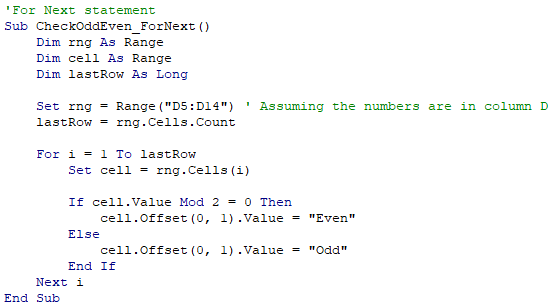 'For Next statement
Sub CheckOddEven_ForNext()
    Dim rng As Range
    Dim cell As Range
    Dim lastRow As Long

    Set rng = Range("D5:D14") ' Assuming the numbers are in column D
    lastRow = rng.Cells.Count

    For i = 1 To lastRow
        Set cell = rng.Cells(i)

        If cell.Value Mod 2 = 0 Then
            cell.Offset(0, 1).Value = "Even"
        Else
            cell.Offset(0, 1).Value = "Odd"
        End If
    Next i
End Sub